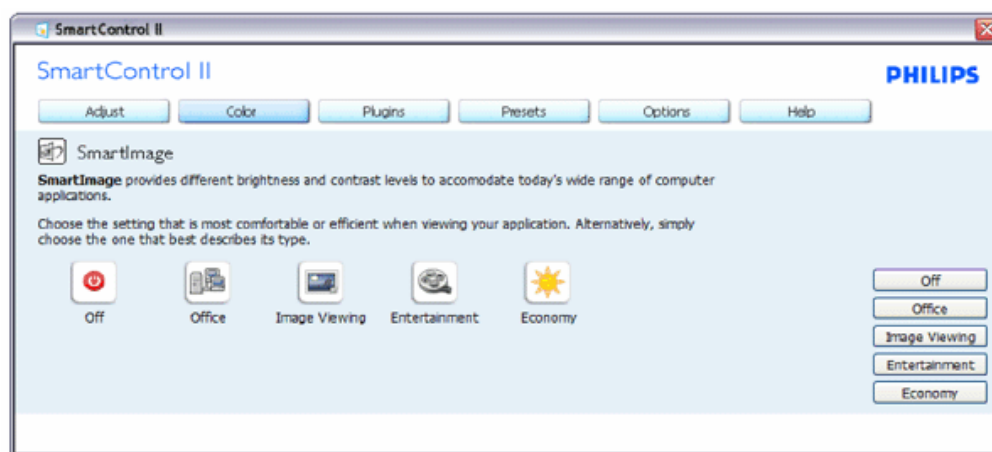 SmartControl II
SmartControl II
PHILIPS
Adjust
Color
Plugins
Presets
Options
Help
SmartImage
SmartImage provides different brightness and contrast levels to accomodate today's wide range of computer
applications.
Choose the setting that is most comfortable or efficient when viewing your application. Alternatively, simply
choose the one that best describes its type.
Off
Office
Image Viewing
Entertainment
Economy
Off
Office
Image Viewing
Entertainment
Economy